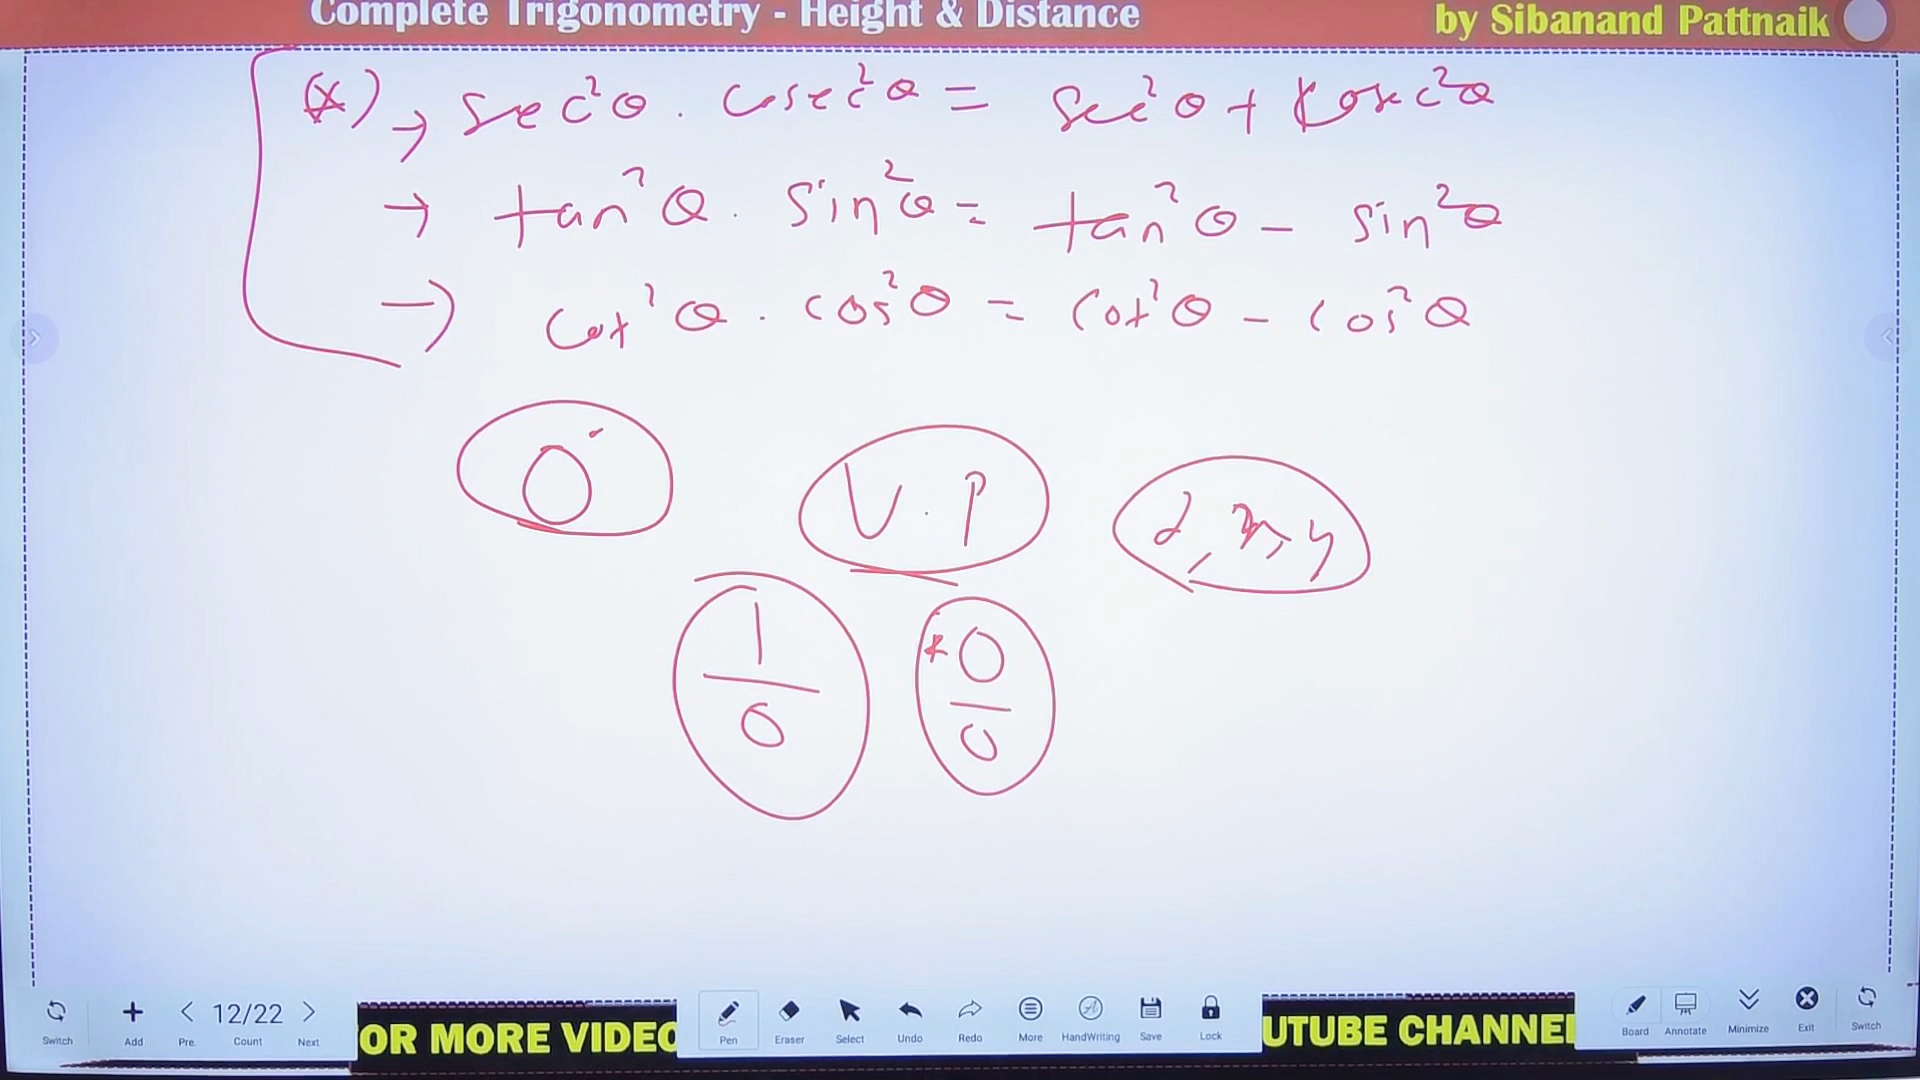 Complete Trigonometry - Height & Distance
by Sibanand Pattnaik
(*) → sec²θ . cosec²θ = sec²θ + cosec²θ
→ tan²θ . sin²θ = tan²θ - sin²θ
→ cot²θ . cos²θ = cot²θ - cos²θ
0°
V.P
1/0
* 0/0
12/22
Switch Add Pre. Count Next
OR MORE VIDEO
Pen Eraser Select Undo Redo More HandWriting Save Lock
UTUBE CHANNEL
Board Annotate Minimize Exit Switch